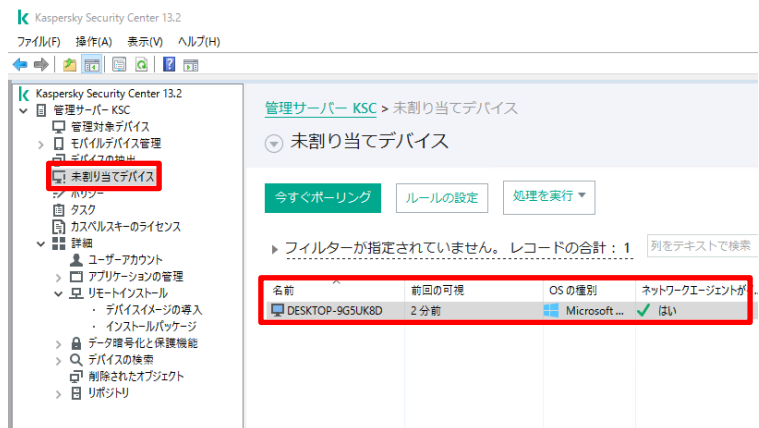 Kaspersky Security Center 13.2
ファイル(F) 操作(A) 表示(V) ヘルプ(H)
Kaspersky Security Center 13.2
管理サーバー KSC
管理対象デバイス
モバイルデバイス管理
デバイスの抽出
未割り当てデバイス
ポリシー
タスク
カスペルスキーのライセンス
詳細
ユーザーアカウント
アプリケーションの管理
リモートインストール
・ デバイスイメージの導入
・ インストールパッケージ
データ暗号化と保護機能
デバイスの検索
削除されたオブジェクト
リポジトリ
管理サーバー KSC > 未割り当てデバイス
未割り当てデバイス
今すぐポーリング ルールの設定 処理を実行
フィルターが指定されていません。 レコードの合計: 1 列をテキストで検索
名前 前回の可視 OS の種別 ネットワークエージェントが
DESKTOP-9G5UK8D 2 分前 Microsoft ... はい